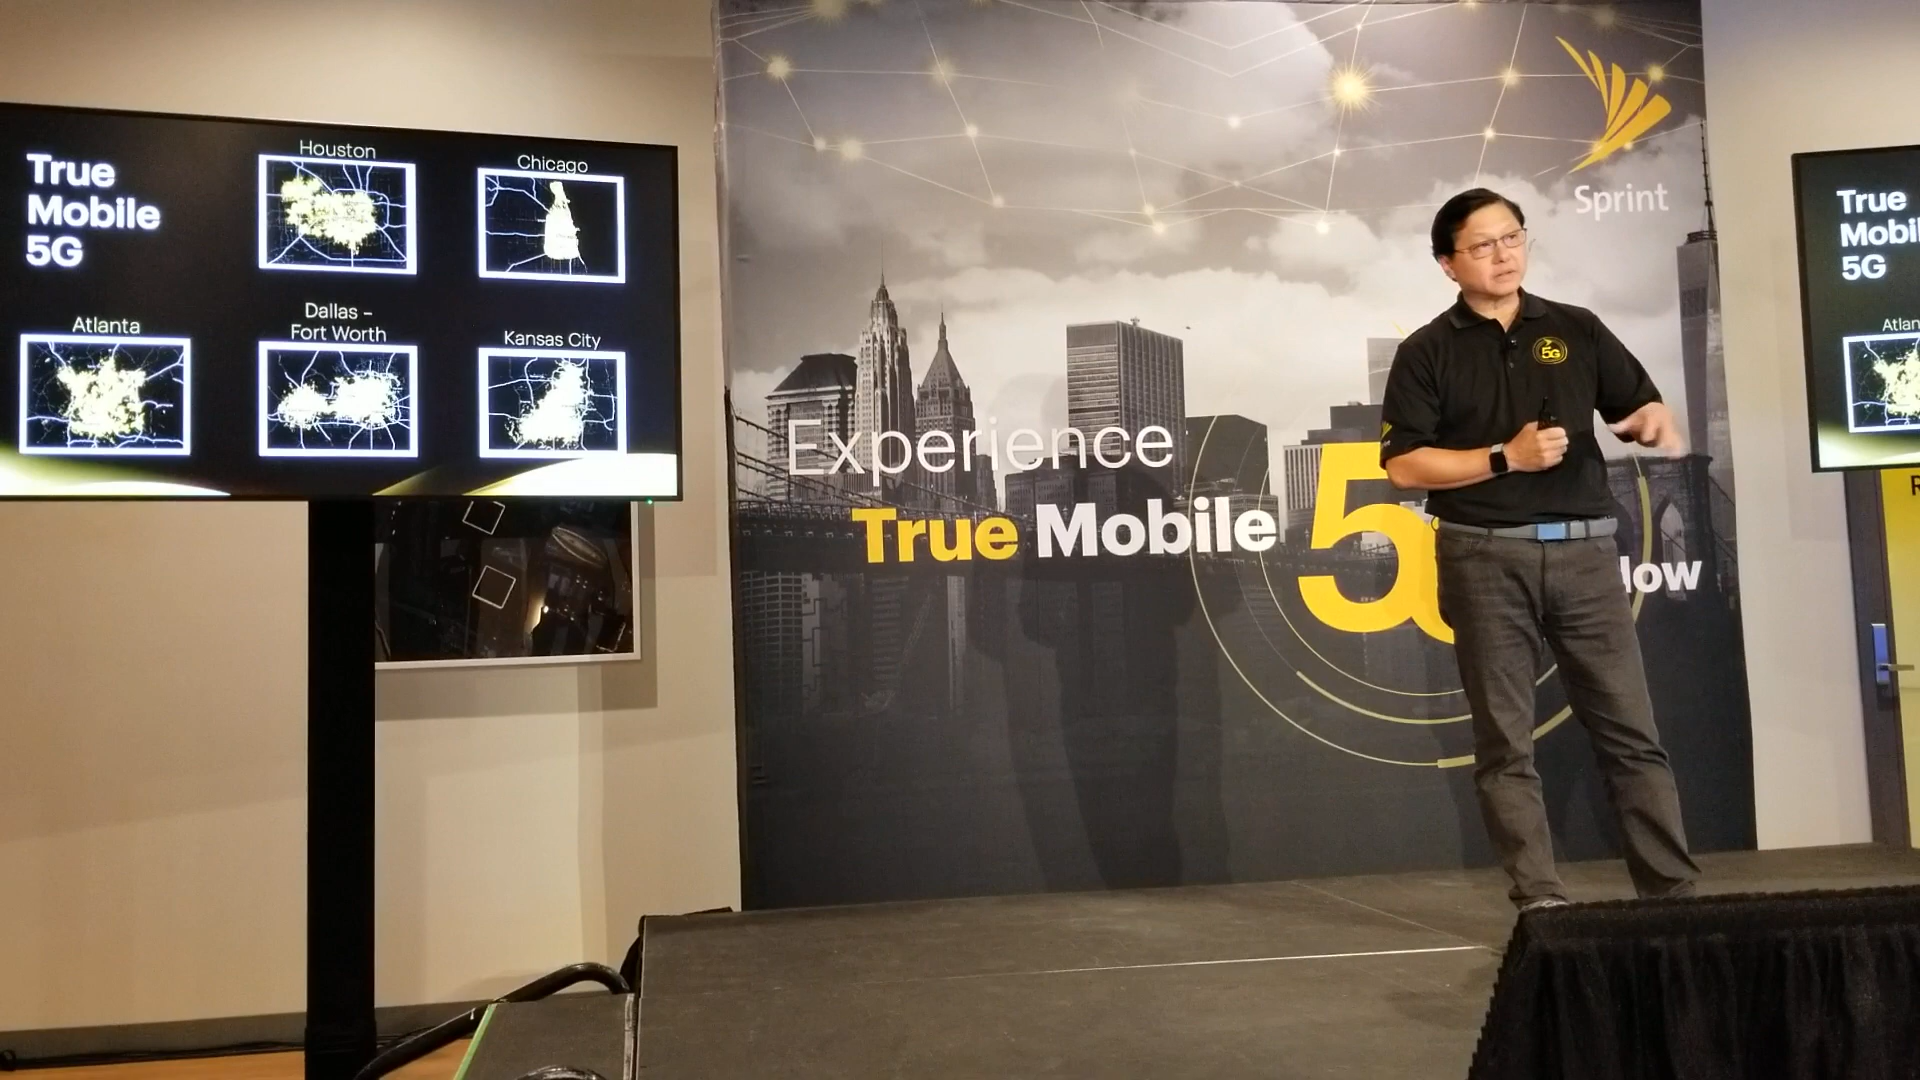 True
Mobile
5G
Houston
Chicago
Atlanta
Dallas –
Fort Worth
Kansas City
Sprint
Experience
True Mobile 5G
5G
True
Mobil
5G
Atlan